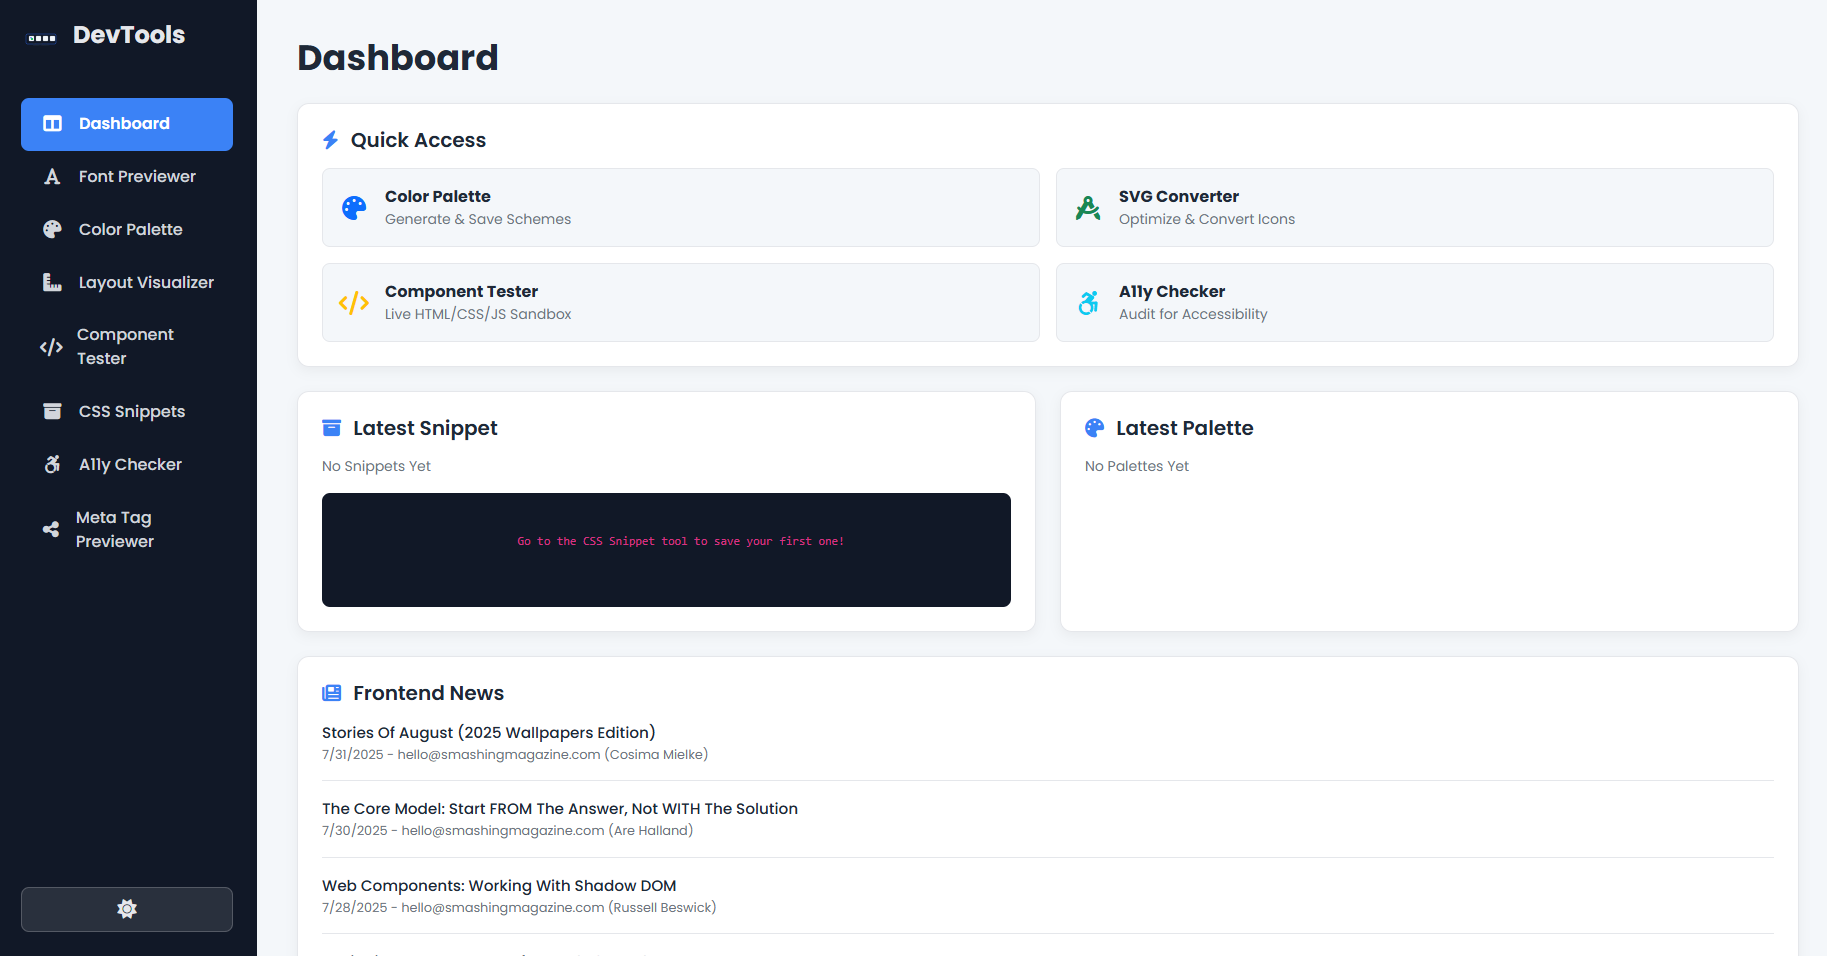 DevTools
Dashboard
Font Previewer
Color Palette
Layout Visualizer
Component
Tester
CSS Snippets
A11y Checker
Meta Tag
Previewer
Dashboard
Quick Access
Color Palette
Generate & Save Schemes
SVG Converter
Optimize & Convert Icons
Component Tester
Live HTML/CSS/JS Sandbox
A11y Checker
Audit for Accessibility
Latest Snippet
No Snippets Yet
Go to the CSS Snippet tool to save your first one!
Latest Palette
No Palettes Yet
Frontend News
Stories Of August (2025 Wallpapers Edition)
7/31/2025 - hello@smashingmagazine.com (Cosima Mielke)
The Core Model: Start FROM The Answer, Not WITH The Solution
7/30/2025 - hello@smashingmagazine.com (Are Halland)
Web Components: Working With Shadow DOM
7/28/2025 - hello@smashingmagazine.com (Russell Beswick)